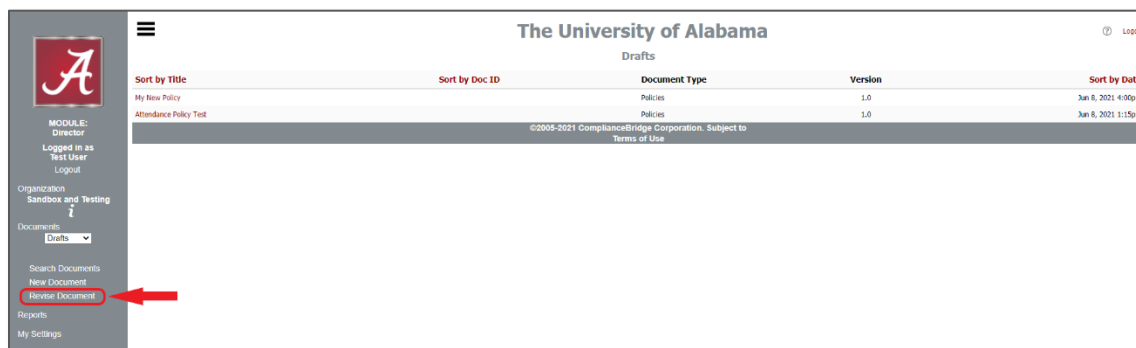 The University of Alabama
Drafts
Sort by Title Sort by Doc ID Document Type Version Sort by Dat
My New Policy Policies 1.0 Jun 8, 2021 4:00p
Attendance Policy Test Policies 1.0 Jun 8, 2021 1:15p
©2005-2021 ComplianceBridge Corporation. Subject to
Terms of Use
A
MODULE:
Director
Logged in as
Test User
Logout
Organization
Sandbox and Testing
i
Documents
Drafts
Search Documents
New Document
Revise Document
Reports
My Settings
? Logo